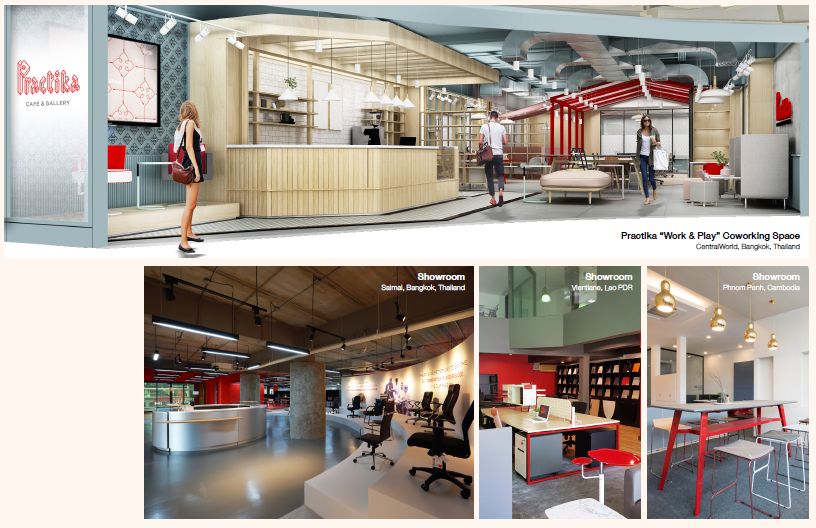 Practika
CAFÉ & GALLERY
Practika “Work & Play” Coworking Space
CentralWorld, Bangkok, Thailand
Showroom
Saimai, Bangkok, Thailand
Showroom
Vientiane, Lao PDR
Showroom
Phnom Penh, Cambodia